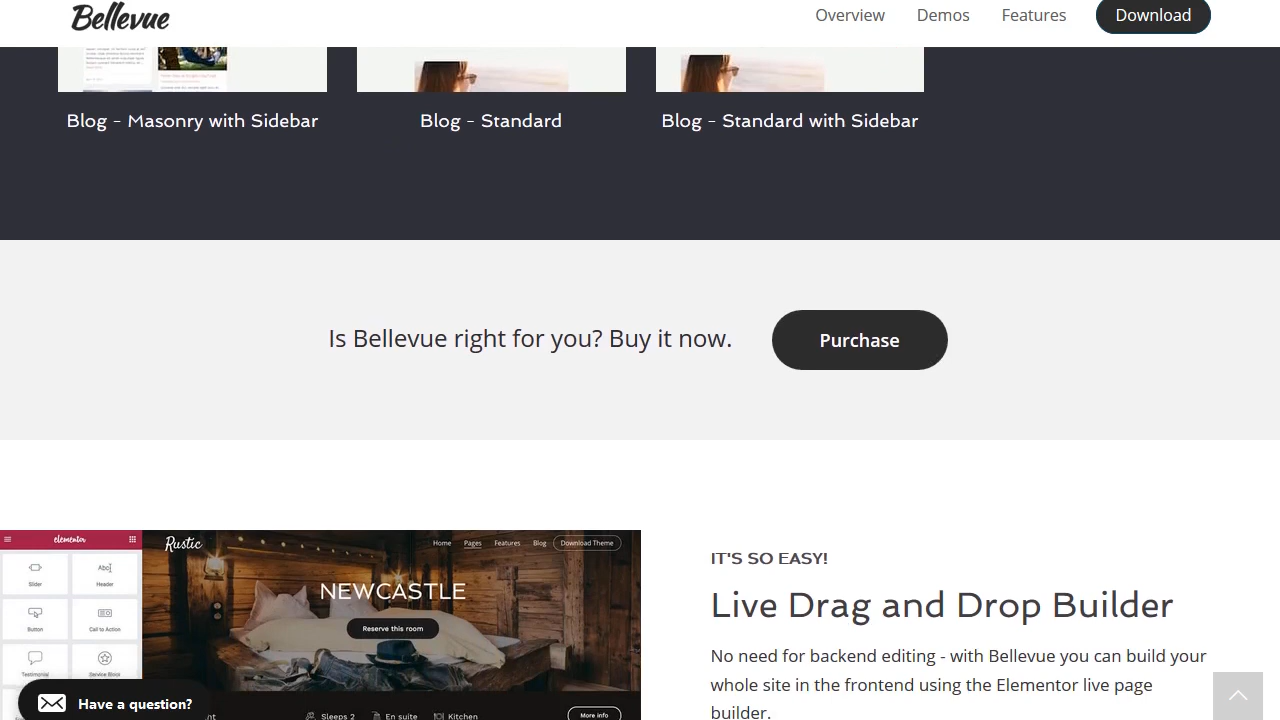 Bellevue
Overview Demos Features Download
Blog - Masonry with Sidebar
Blog - Standard
Blog - Standard with Sidebar
Is Bellevue right for you? Buy it now.
Purchase
elementor
Slider
Header
Button
Call to Action
Testimonial
Service Block
Rustic
Home Pages Features Blog Download Theme
NEWCASTLE
Reserve this room
Sleeps 2 En suite Kitchen
More info
IT'S SO EASY!
Live Drag and Drop Builder
No need for backend editing - with Bellevue you can build your
whole site in the frontend using the Elementor live page
builder.
Have a question?